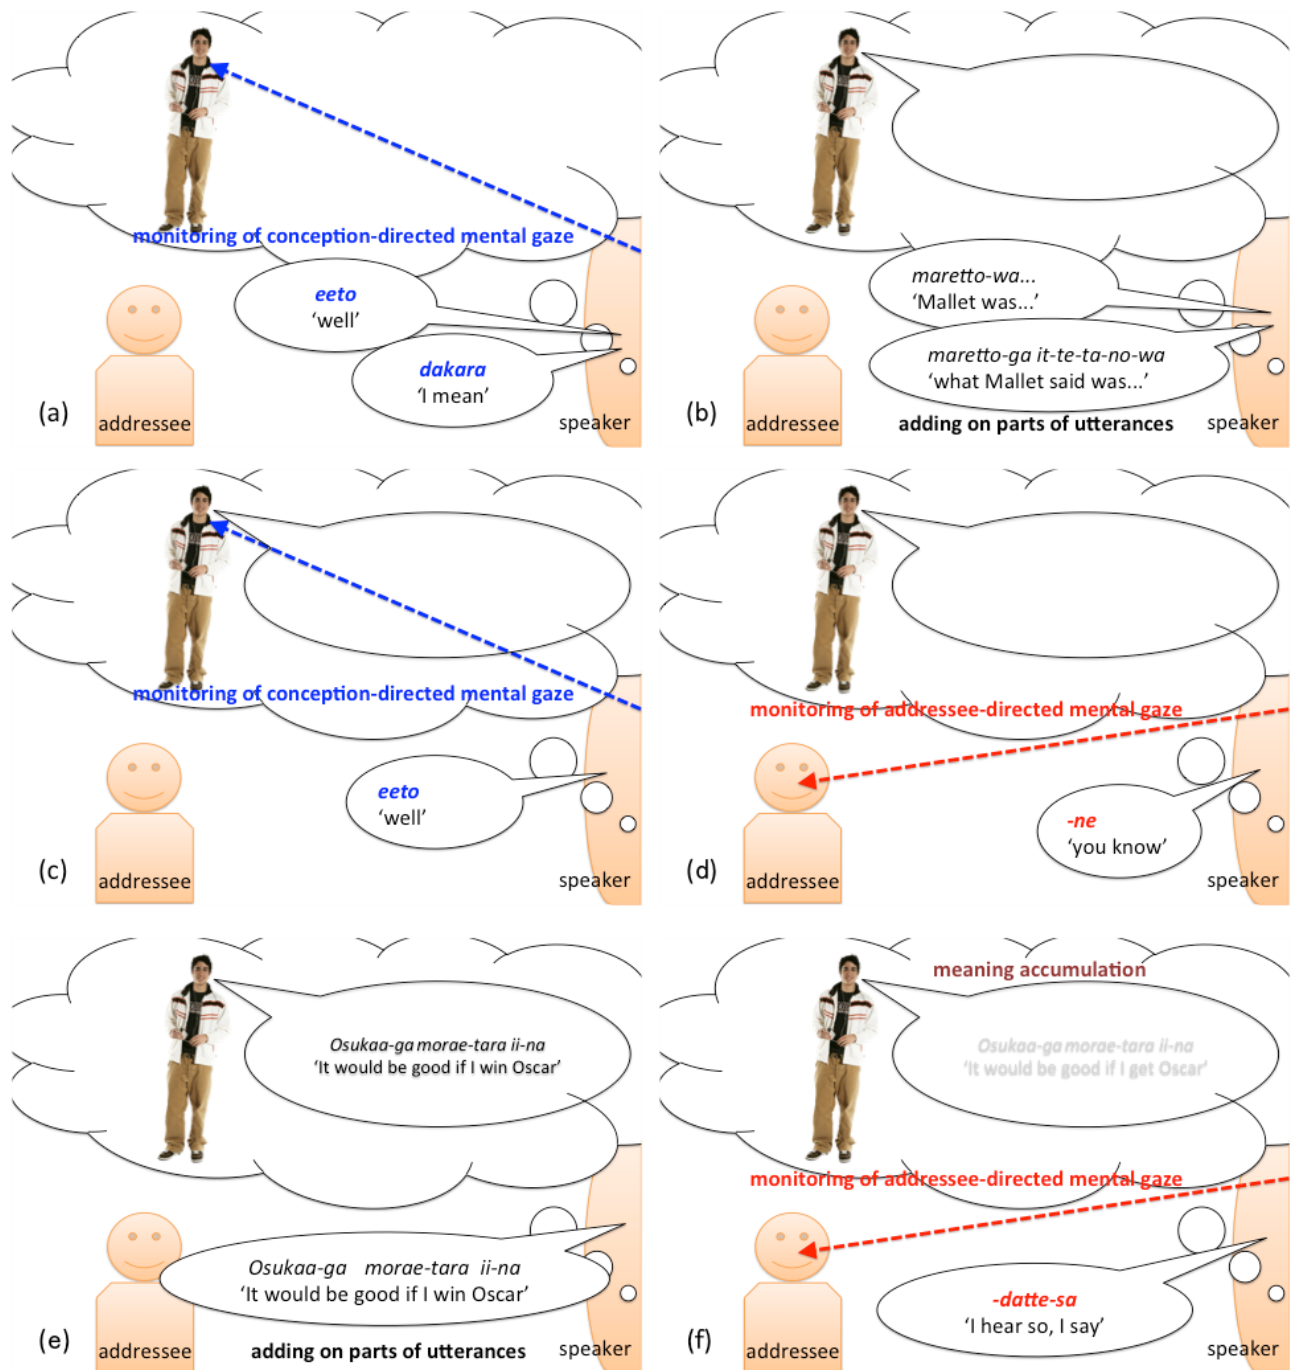 monitoring of conception-directed mental gaze
eeto
'well'
dakara
'I mean'
(a)
addressee
speaker
maretto-wa...
'Mallet was...'
maretto-ga it-te-ta-no-wa
'what Mallet said was...'
(b)
addressee
adding on parts of utterances
speaker
monitoring of conception-directed mental gaze
eeto
'well'
(c)
addressee
speaker
monitoring of addressee-directed mental gaze
-ne
'you know'
(d)
addressee
speaker
Osukaa-ga morae-tara ii-na
'It would be good if I win Oscar'
Osukaa-ga morae-tara ii-na
'It would be good if I win Oscar'
(e)
addressee
adding on parts of utterances
speaker
meaning accumulation
Osukaa-ga morae-tara ii-na
'It would be good if I get Oscar'
monitoring of addressee-directed mental gaze
-datte-sa
'I hear so, I say'
(f)
addressee
speaker